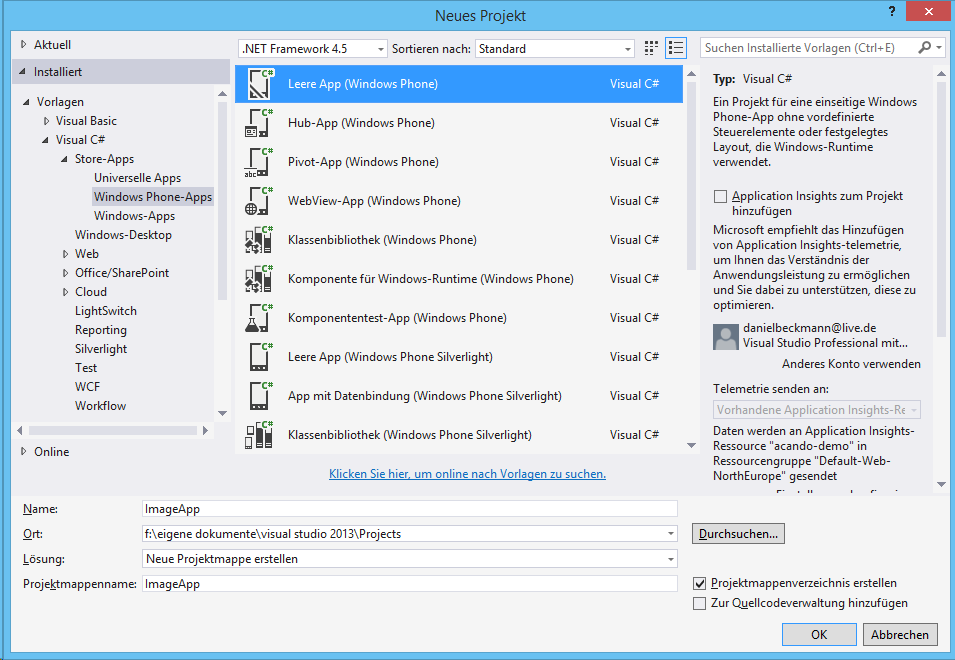 Neues Projekt
?
Aktuell
Installiert
Vorlagen
Visual Basic
Visual C#
Store-Apps
Universelle Apps
Windows Phone-Apps
Windows-Apps
Windows-Desktop
Web
Office/SharePoint
Cloud
LightSwitch
Reporting
Silverlight
Test
WCF
Workflow
Online
.NET Framework 4.5
Sortieren nach:
Standard
Suchen Installierte Vorlagen (Ctrl+E)
Leere App (Windows Phone) Visual C#
Hub-App (Windows Phone) Visual C#
Pivot-App (Windows Phone) Visual C#
WebView-App (Windows Phone) Visual C#
Klassenbibliothek (Windows Phone) Visual C#
Komponente für Windows-Runtime (Windows Phone) Visual C#
Komponententest-App (Windows Phone) Visual C#
Leere App (Windows Phone Silverlight) Visual C#
App mit Datenbindung (Windows Phone Silverlight) Visual C#
Klassenbibliothek (Windows Phone Silverlight) Visual C#
Klicken Sie hier, um online nach Vorlagen zu suchen.
Typ: Visual C#
Ein Projekt für eine einseitige Windows
Phone-App ohne vordefinierte
Steuerelemente oder festgelegtes
Layout, die Windows-Runtime
verwendet.
Application Insights zum Projekt
hinzufügen
Microsoft empfiehlt das Hinzufügen
von Application Insights-telemetrie,
um Ihnen das Verständnis der
Anwendungsleistung zu ermöglichen
und Sie dabei zu unterstützen, diese zu
optimieren.
danielbeckmann@live.de
Visual Studio Professional mit...
Anderes Konto verwenden
Telemetrie senden an:
Vorhandene Application Insights-Re
Daten werden an Application Insights-
Ressource "acando-demo" in
Ressourcengruppe "Default-Web-
NorthEurope" gesendet
Name: ImageApp
Ort: f:\eigene dokumente\visual studio 2013\Projects
Durchsuchen...
Lösung: Neue Projektmappe erstellen
Projektmappenname: ImageApp
Projektmappenverzeichnis erstellen
Zur Quellcodeverwaltung hinzufügen
OK
Abbrechen